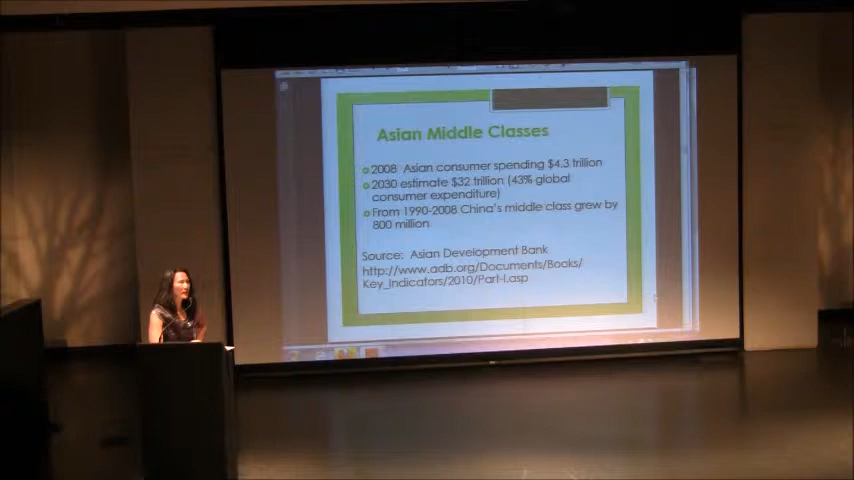 Asian Middle Classes
2008 Asian consumer spending $4.3 trillion
2030 estimate $32 trillion (43% global
consumer expenditure)
From 1990-2008 China's middle class grew by
800 million
Source: Asian Development Bank
http://www.adb.org/Documents/Books/
Key_Indicators/2010/Part-I.asp